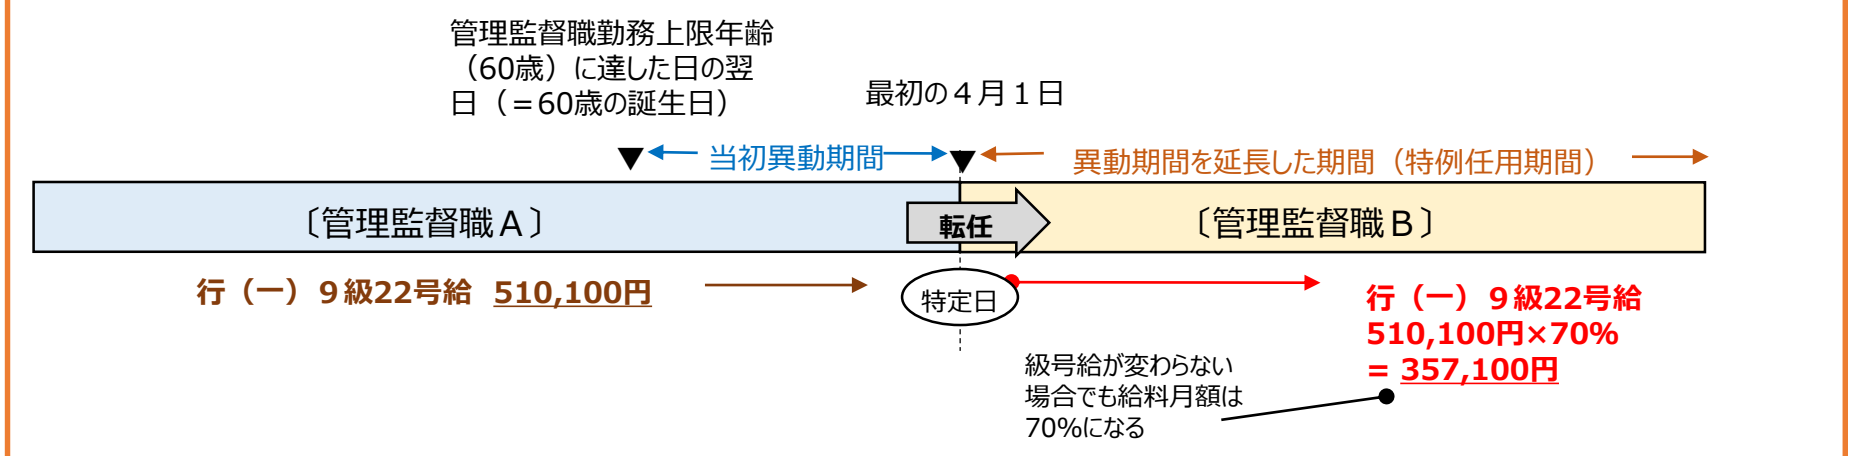 管理監督職勤務上限年齢
（60歳）に達した日の翌
日（＝60歳の誕生日）
最初の４月１日
当初異動期間
異動期間を延長した期間（特例任用期間）
〔管理監督職Ａ〕
転任
〔管理監督職Ｂ〕
行（一）９級22号給 510,100円
特定日
行（一）９級22号給
510,100円×70%
= 357,100円
級号給が変わらない
場合でも給料月額は
70%になる